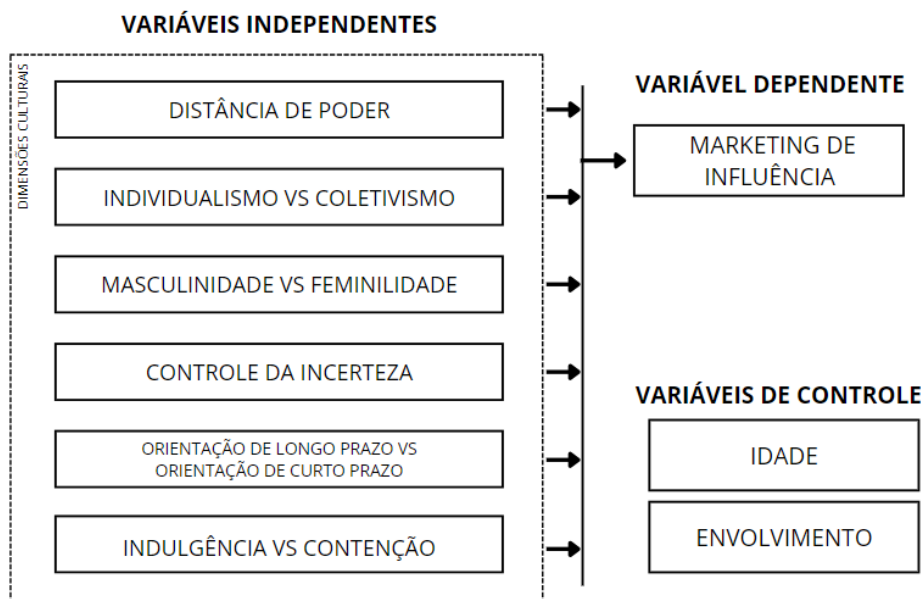 VARIÁVEIS INDEPENDENTES
DIMENSÕES CULTURAIS
DISTÂNCIA DE PODER
INDIVIDUALISMO VS COLETIVISMO
MASCULINIDADE VS FEMINILIDADE
CONTROLE DA INCERTEZA
ORIENTAÇÃO DE LONGO PRAZO VS
ORIENTAÇÃO DE CURTO PRAZO
INDULGÊNCIA VS CONTENÇÃO
VARIÁVEL DEPENDENTE
MARKETING DE
INFLUÊNCIA
VARIÁVEIS DE CONTROLE
IDADE
ENVOLVIMENTO